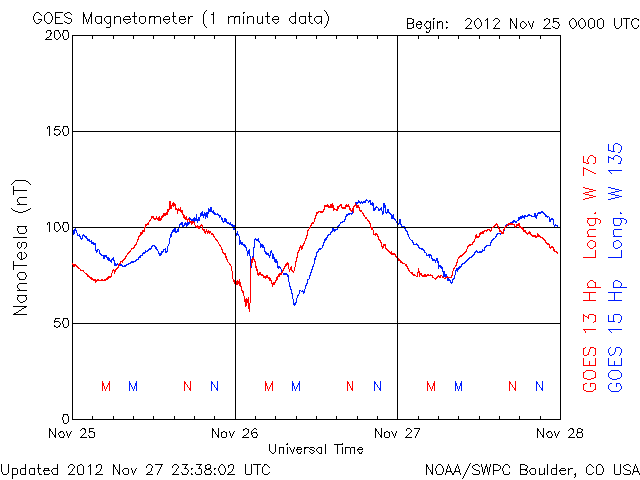 GOES Magnetometer (1 minute data)
Begin: 2012 Nov 25 0000 UTC
200
150
100
50
0
NanoTesla (nT)
M M N N M M N N M M N N
Nov 25 Nov 26 Nov 27 Nov 28
Universal Time
GOES 13 Hp Long. W 75
GOES 15 Hp Long. W 135
Updated 2012 Nov 27 23:38:02 UTC
NOAA/SWPC Boulder, CO USA